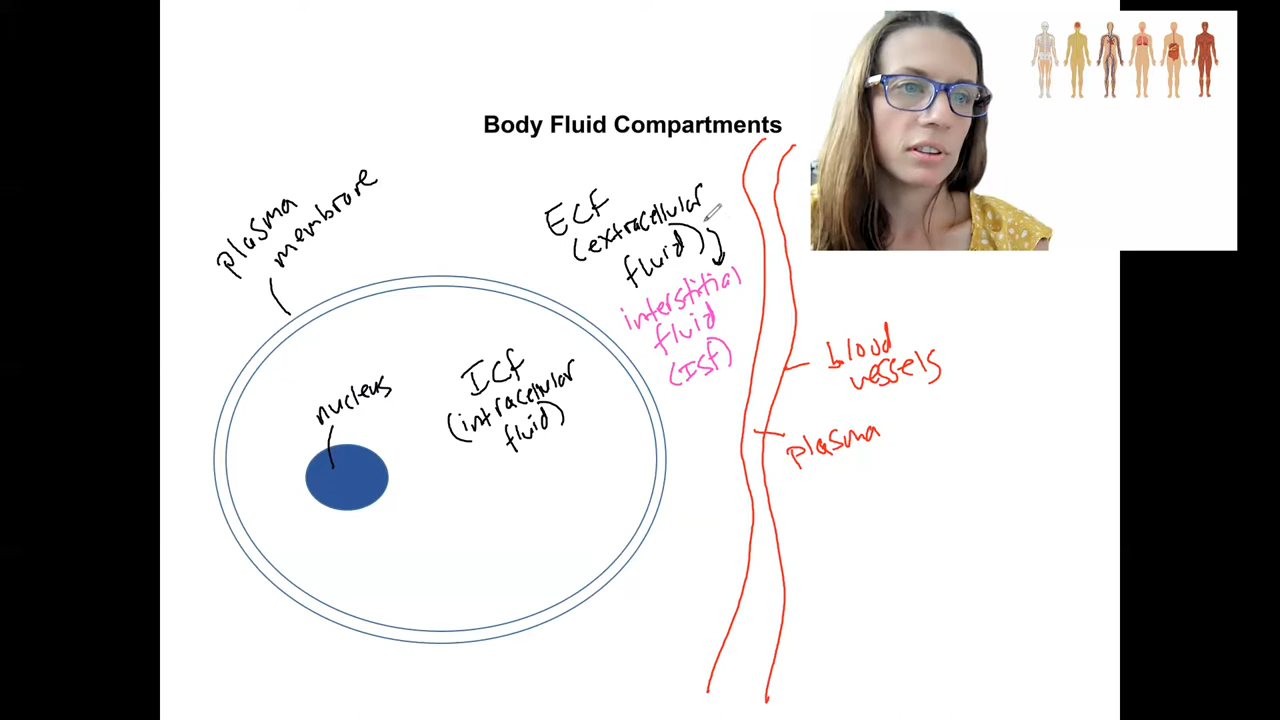 Body Fluid Compartments
plasma
membrane
ECF
(extracellular
fluid)
interstitial
fluid
(ISF)
blood
vessels
nucleus
ICF
(intracellular
fluid)
plasma